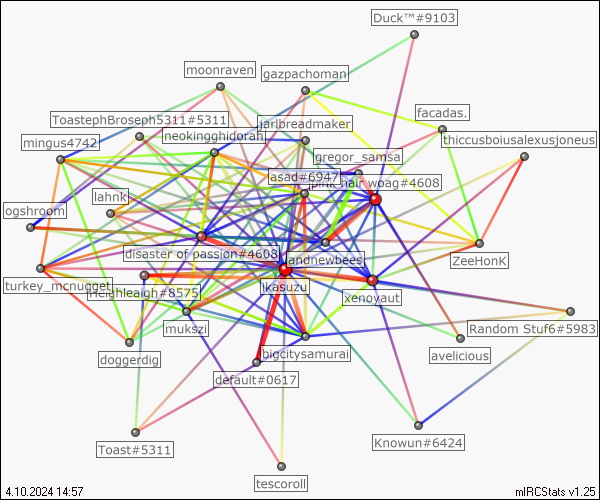 Duck™#9103
moonraven
gazpachoman
ToastephBroseph5311#5311
jarlbreadmaker
facadas.
mingus4742
neokingghidorah
thiccusboiusalexusjoneus
gregor_samsa
asad#6947
pink hair woag#4608
lahnki
ogshroom
disaster of passion#4608
andnewbees
ZeeHonK
turkey_mcnugget
Heighleaigh#8575
ikasuzu
xenoyaut
mukszi
Random Stuf6#5983
doggerdig
bigcitysamurai
avelicious
default#0617
Toast#5311
Knowun#6424
tescoroll
4.10.2024 14:57
mIRCStats v1.25